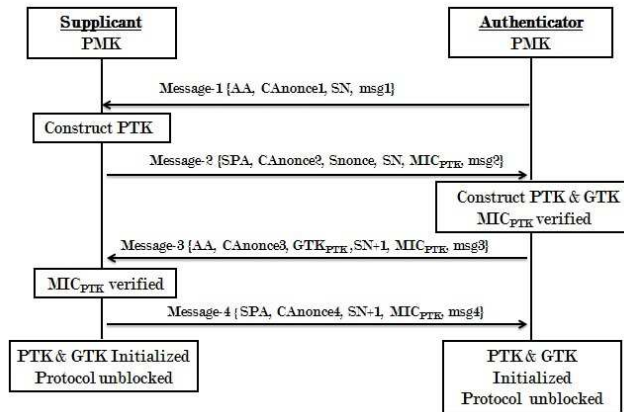 Supplicant
PMK
Authenticator
PMK
Message-1 {AA, CAnonce1, SN, msg1}
Construct PTK
Message-2 {SPA, CAnonce2, Snonce, SN, MICPTK, msg2}
Construct PTK & GTK
MICPTK verified
Message-3 {AA, CAnonce3, GTKPTK ,SN+1, MICPTK, msg3}
MICPTK verified
Message-4 {SPA, CAnonce4, SN+1, MICPTK, msg4}
PTK & GTK Initialized
Protocol unblocked
PTK & GTK
Initialized
Protocol unblocked